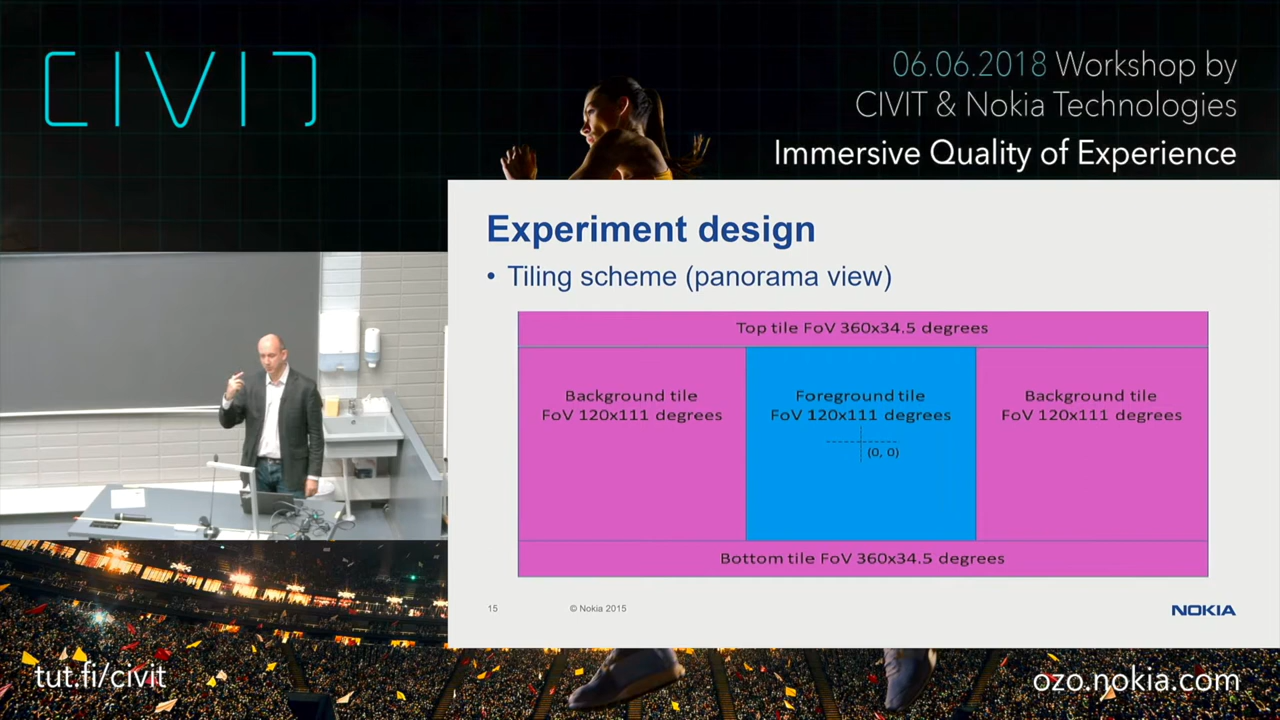 CIVIT
06.06.2018 Workshop by
CIVIT & Nokia Technologies
Immersive Quality of Experience
Experiment design
• Tiling scheme (panorama view)
Top tile FoV 360x34.5 degrees
Background tile
FoV 120x111 degrees
Foreground tile
FoV 120x111 degrees
(0, 0)
Background tile
FoV 120x111 degrees
Bottom tile FoV 360x34.5 degrees
15
© Nokia 2015
NOKIA
tut.fi/civit
ozo.nokia.com